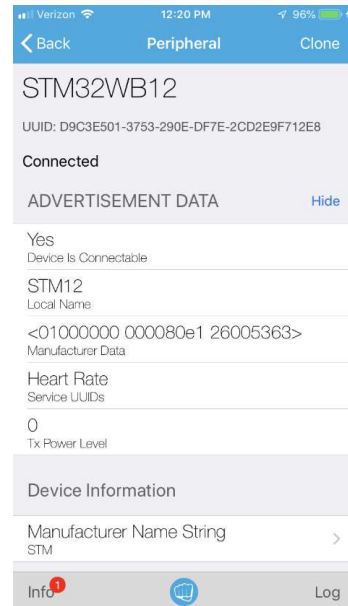 Verizon 12:20 PM 96%
Back Peripheral Clone
STM32WB12
UUID: D9C3E501-3753-290E-DF7E-2CD2E9F712E8
Connected
ADVERTISEMENT DATA Hide
Yes
Device Is Connectable
STM12
Local Name
<01000000 000080e1 26005363>
Manufacturer Data
Heart Rate
Service UUIDs
0
Tx Power Level
Device Information
Manufacturer Name String
STM
Info 1 Log